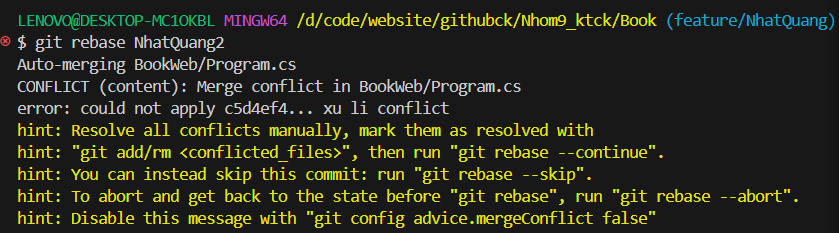 LENOVO@DESKTOP-MC1OKBL MINGW64 /d/code/website/githubck/Nhom9_ktck/Book (feature/NhatQuang)
$ git rebase NhatQuang2
Auto-merging BookWeb/Program.cs
CONFLICT (content): Merge conflict in BookWeb/Program.cs
error: could not apply c5d4ef4... xu li conflict
hint: Resolve all conflicts manually, mark them as resolved with
hint: "git add/rm <conflicted_files>", then run "git rebase --continue".
hint: You can instead skip this commit: run "git rebase --skip".
hint: To abort and get back to the state before "git rebase", run "git rebase --abort".
hint: Disable this message with "git config advice.mergeConflict false"